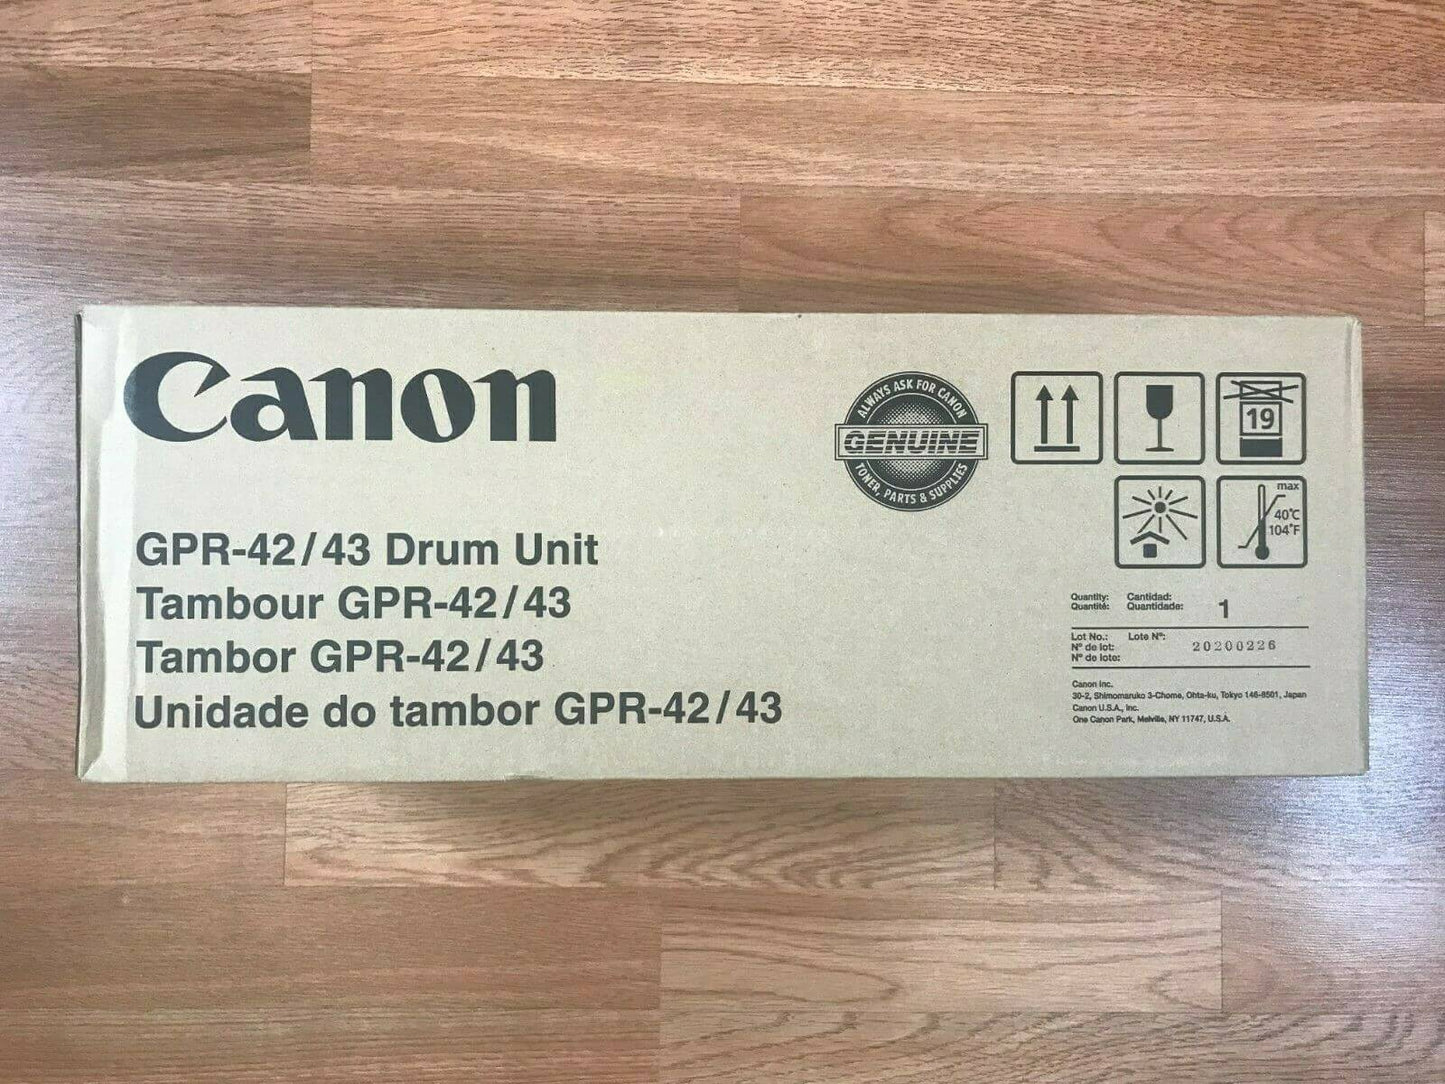 Canon
ALWAYS ASK FOR CANON
GENUINE
TONER, PARTS & SUPPLIES
19
max
40°C
104°F
GPR-42/43 Drum Unit
Tambour GPR-42/43
Tambor GPR-42/43
Unidade do tambor GPR-42/43
Quantity: Cantidad:
Quantité: Quantidade: 1
Lot No.: Lote Nº:
Nº de lot: 20200226
Nº de lote:
Canon Inc.
30-2, Shimomaruko 3-Chome, Ohta-ku, Tokyo 146-8501, Japan
Canon U.S.A., Inc.
One Canon Park, Melville, NY 11747, U.S.A.